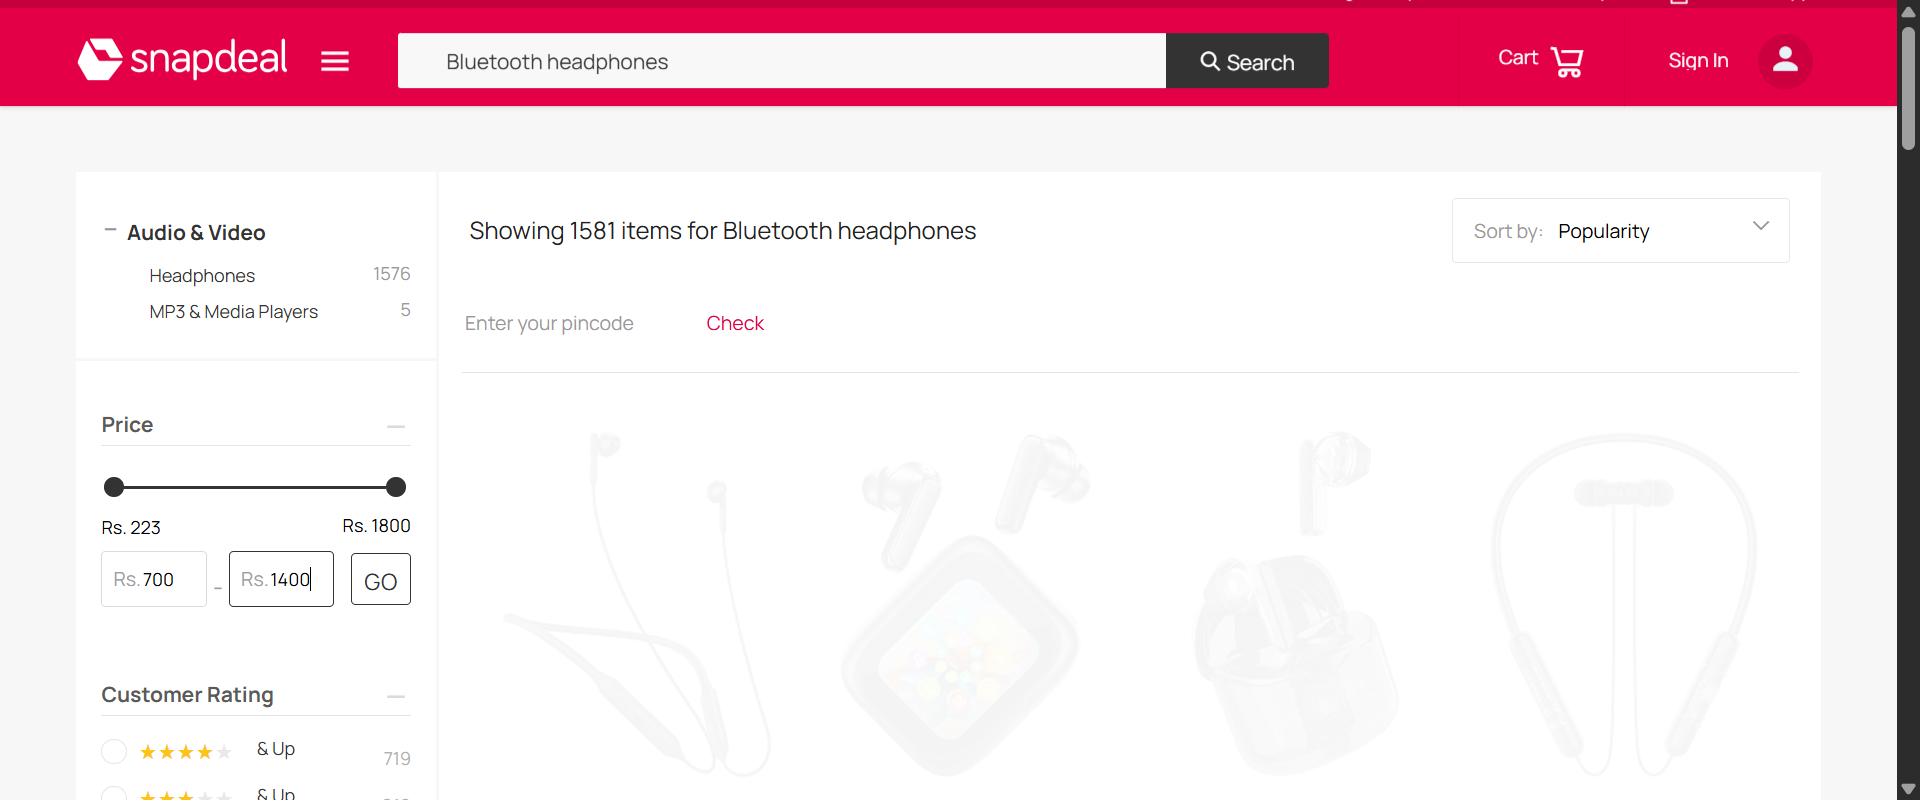 snapdeal
Bluetooth headphones
Search
Cart
Sign In
Audio & Video
Headphones 1576
MP3 & Media Players 5
Showing 1581 items for Bluetooth headphones
Sort by: Popularity
Enter your pincode Check
Price
Rs. 223 Rs. 1800
Rs. 700 - Rs. 1400 GO
Customer Rating
& Up 719
& Up